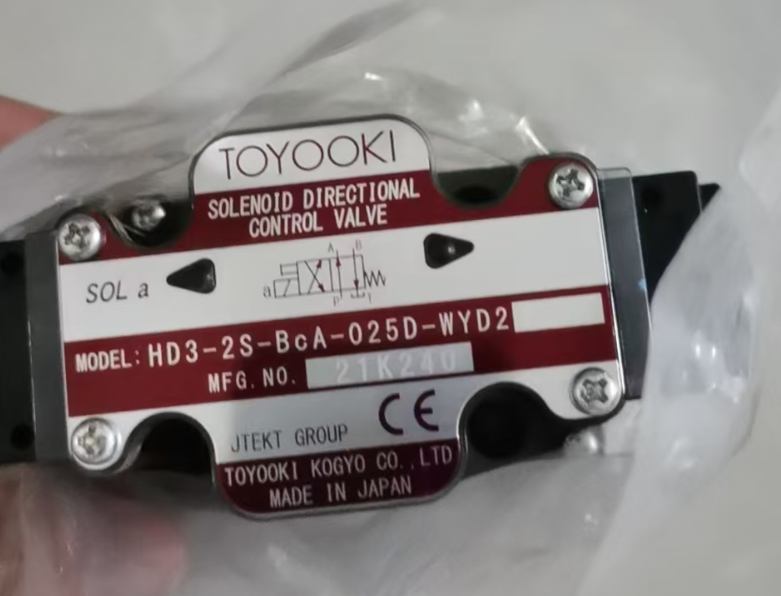 TOYOOKI
SOLENOID DIRECTIONAL
CONTROL VALVE
A B
SOL a
a
P T
MODEL: HD3-2S-BcA-025D-WYD2
MFG. NO. 21K240
CE
JTEKT GROUP
TOYOOKI KOGYO CO., LTD
MADE IN JAPAN